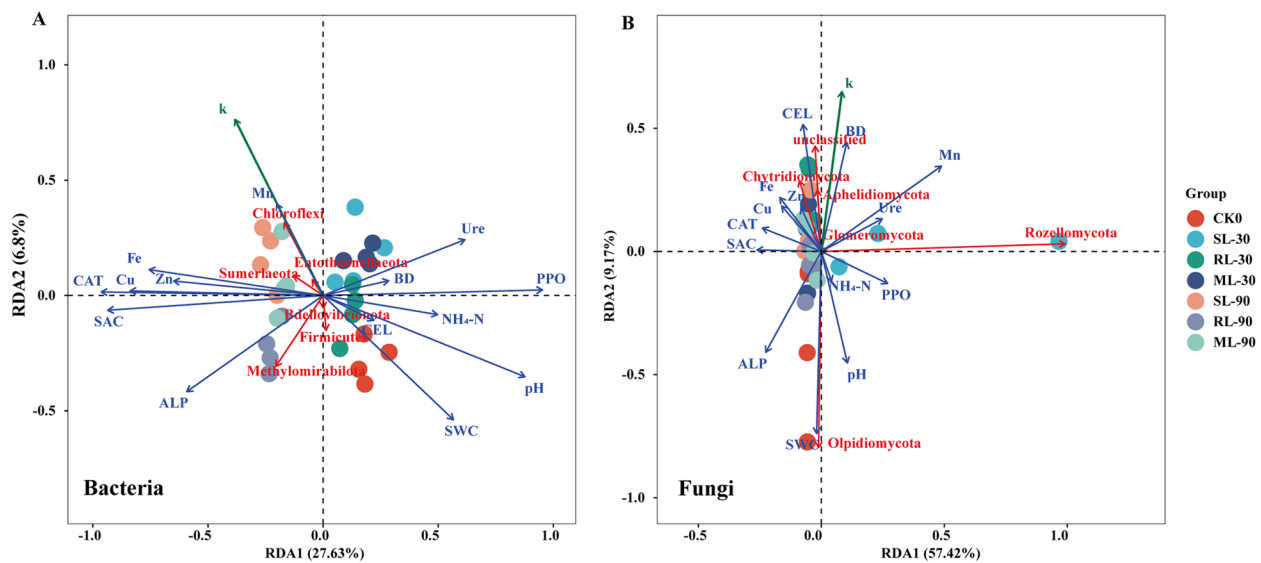 A
1.0
0.5
0.0
-0.5
RDA2 (6.8%)
k
Mn
Chloroflexi
Ure
Fe
Entotheonellaeota
Sumerlaeota
BD
PPO
CAT
Cu
Zn
SAC
Bdellovibrionota
NH₄-N
Firmicutes
CEL
Methylomirabilota
ALP
pH
SWC
Bacteria
-1.0
-0.5
0.0
0.5
1.0
RDA1 (27.63%)
B
0.5
0.0
-0.5
-1.0
RDA2 (9.17%)
k
CEL
BD
unclassified
Mn
Chytridiomycota
Fe
Zn
Aphelidiomycota
Cu
Ure
CAT
Glomeromycota
Rozellomycota
SAC
NH₄-N
PPO
ALP
pH
SWC
Olpidiomycota
Fungi
-0.5
0.0
0.5
1.0
RDA1 (57.42%)
Group
CK0
SL-30
RL-30
ML-30
SL-90
RL-90
ML-90